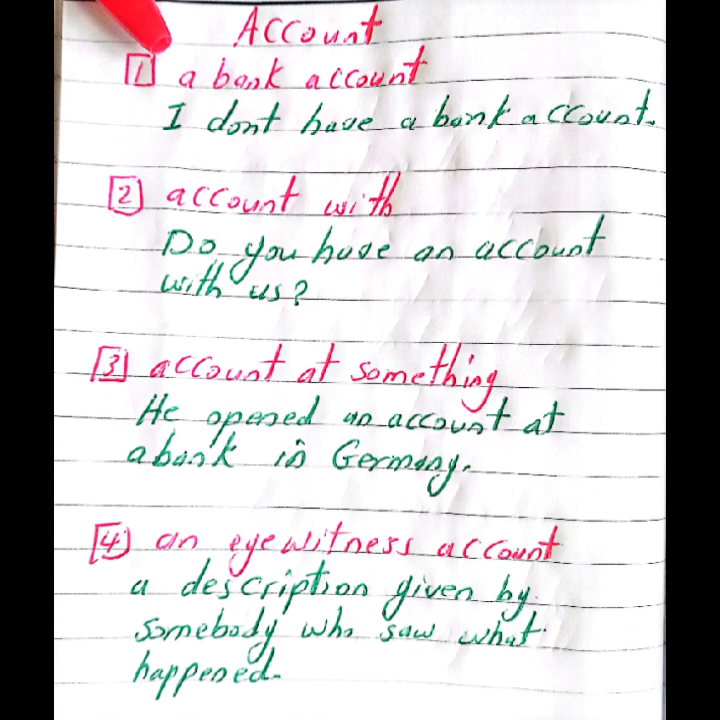 Account
1 a bank account
I dont have a bank account.
2 account with
Do you have an account
with us?
3 account at something
He opened an account at
a bank in Germany.
4 an eyewitness account
a description given by
somebody who saw what
happened.